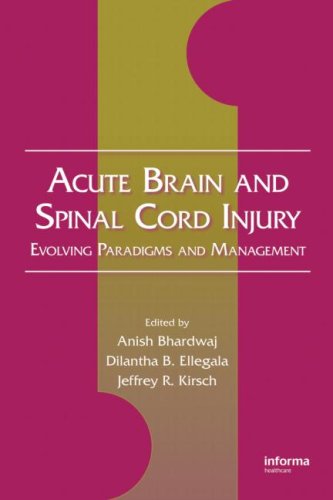 ACUTE BRAIN AND
SPINAL CORD INJURY
EVOLVING PARADIGMS AND MANAGEMENT
Edited by
Anish Bhardwaj
Dilantha B. Ellegala
Jeffrey R. Kirsch
informa
healthcare